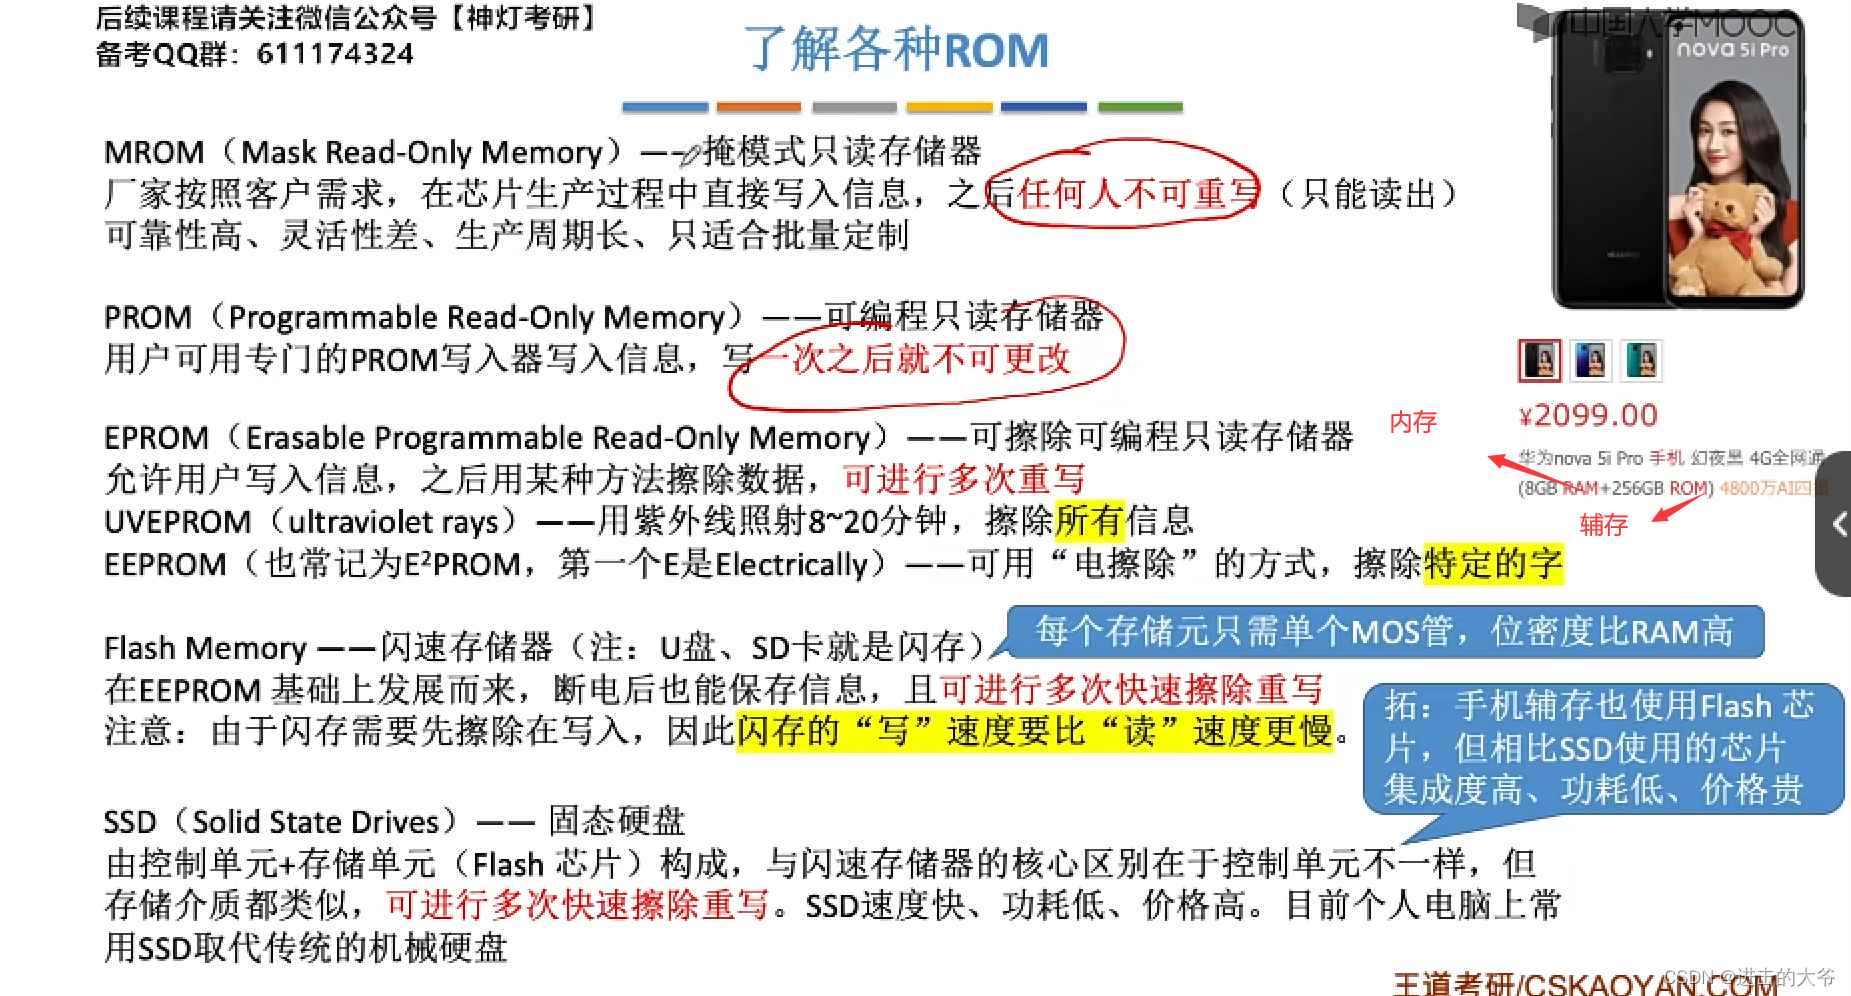 后续课程请关注微信公众号【神灯考研】
备考QQ群：611174324
了解各种ROM
中国大学MOOC
nova 5i Pro
MROM（Mask Read-Only Memory）——掩模式只读存储器
厂家按照客户需求，在芯片生产过程中直接写入信息，之后任何人不可重写（只能读出）
可靠性高、灵活性差、生产周期长、只适合批量定制
PROM（Programmable Read-Only Memory）——可编程只读存储器
用户可用专门的PROM写入器写入信息，写一次之后就不可更改
EPROM（Erasable Programmable Read-Only Memory）——可擦除可编程只读存储器
允许用户写入信息，之后用某种方法擦除数据，可进行多次重写
UVEPROM（ultraviolet rays）——用紫外线照射8~20分钟，擦除所有信息
EEPROM（也常记为E²PROM，第一个E是Electrically）——可用“电擦除”的方式，擦除特定的字
内存
¥2099.00
华为nova 5i Pro 手机 幻夜黑 4G全网通
(8GB RAM+256GB ROM) 4800万AI四摄
辅存
Flash Memory ——闪速存储器（注：U盘、SD卡就是闪存）
每个存储元只需单个MOS管，位密度比RAM高
在EEPROM 基础上发展而来，断电后也能保存信息，且可进行多次快速擦除重写
注意：由于闪存需要先擦除在写入，因此闪存的“写”速度要比“读”速度更慢。
拓：手机辅存也使用Flash 芯
片，但相比SSD使用的芯片
集成度高、功耗低、价格贵
SSD（Solid State Drives）—— 固态硬盘
由控制单元+存储单元（Flash 芯片）构成，与闪速存储器的核心区别在于控制单元不一样，但
存储介质都类似，可进行多次快速擦除重写。SSD速度快、功耗低、价格高。目前个人电脑上常
用SSD取代传统的机械硬盘
王道考研/CSKAOYAN.COM
CSDN @进击的大爷